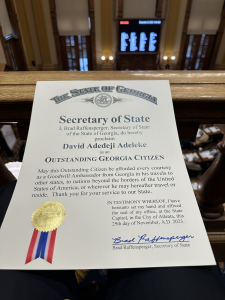 The State of Georgia
Secretary of State
I, Brad Raffensperger, Secretary of State
of the State of Georgia, do hereby
proclaim
David Adedeji Adeleke
as an
Outstanding Georgia Citizen
May this Outstanding Citizen be afforded every courtesy
as a Goodwill Ambassador from Georgia in his travels to
other states, to nations beyond the borders of the United
States of America, or wherever he may hereafter travel or
reside. Thank you for your service to our State.
IN TESTIMONY WHEREOF, I have
hereunto set my hand and affixed
the seal of my office, at the State
Capitol, in the City of Atlanta, this
29th day of November, A.D. 2023.
Brad Raffensperger
Brad Raffensperger, Secretary of State